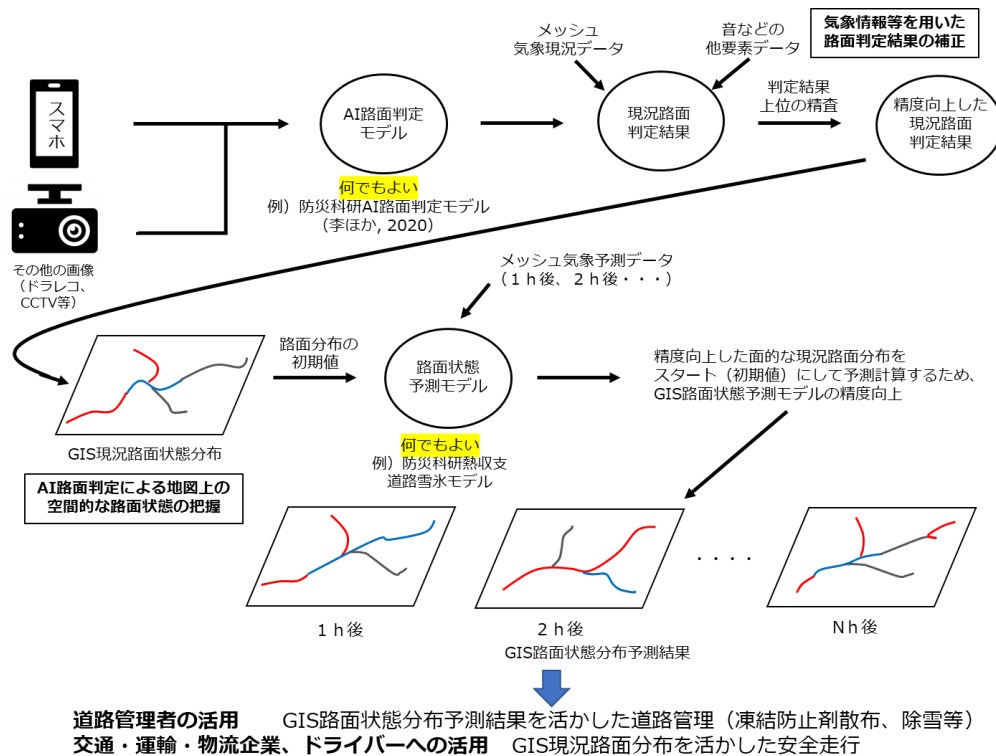 メッシュ
気象現況データ
音などの
他要素データ
気象情報等を用いた
路面判定結果の補正
スマホ
AI路面判定
モデル
現況路面
判定結果
判定結果
上位の精査
精度向上した
現況路面
判定結果
何でもよい
例）防災科研AI路面判定モデル
（李ほか, 2020）
その他の画像
（ドラレコ、
CCTV等）
メッシュ気象予測データ
（１ｈ後、２ｈ後・・・）
路面分布の
初期値
路面状態
予測モデル
精度向上した面的な現況路面分布を
スタート（初期値）にして予測計算するため、
GIS路面状態予測モデルの精度向上
GIS現況路面状態分布
何でもよい
例）防災科研熱収支
道路雪氷モデル
AI路面判定による地図上の
空間的な路面状態の把握
・・・・
１ｈ後
２ｈ後
Nｈ後
GIS路面状態分布予測結果
道路管理者の活用　GIS路面状態分布予測結果を活かした道路管理（凍結防止剤散布、除雪等）
交通・運輸・物流企業、ドライバーへの活用　GIS現況路面分布を活かした安全走行